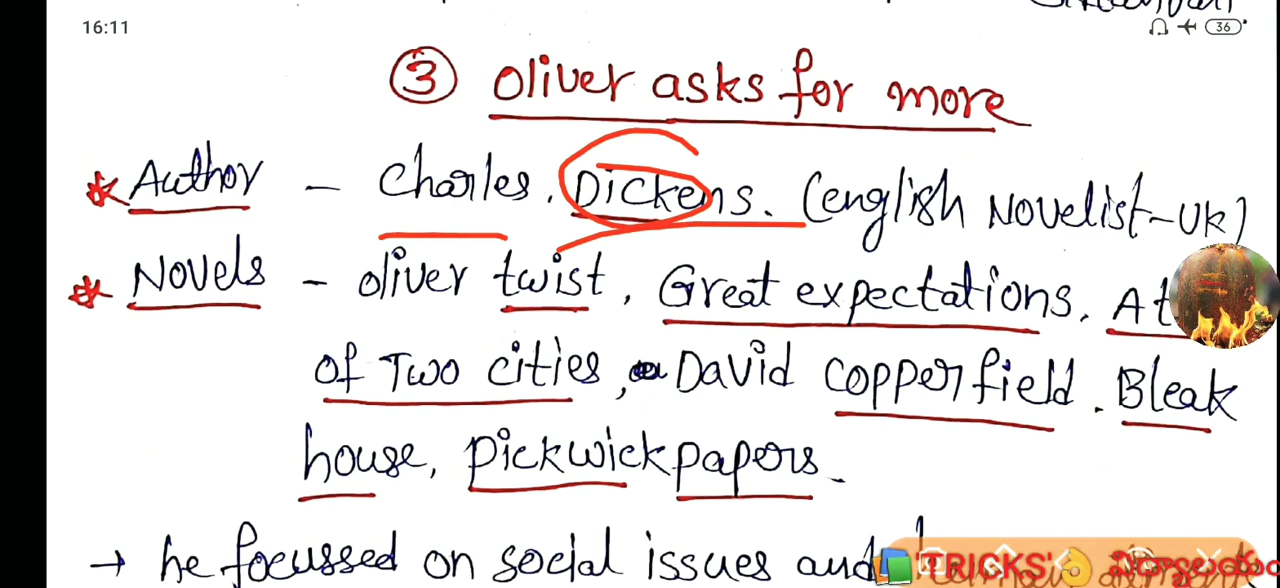 16:11
36
③ Oliver asks for more
* Author - Charles. Dickens. (english Novelist-UK)
* Novels - oliver twist, Great expectations, A t
of Two cities, David copperfield. Bleak
house, Pickwick papers.
→ he focussed on social issues and
'TRICKS'